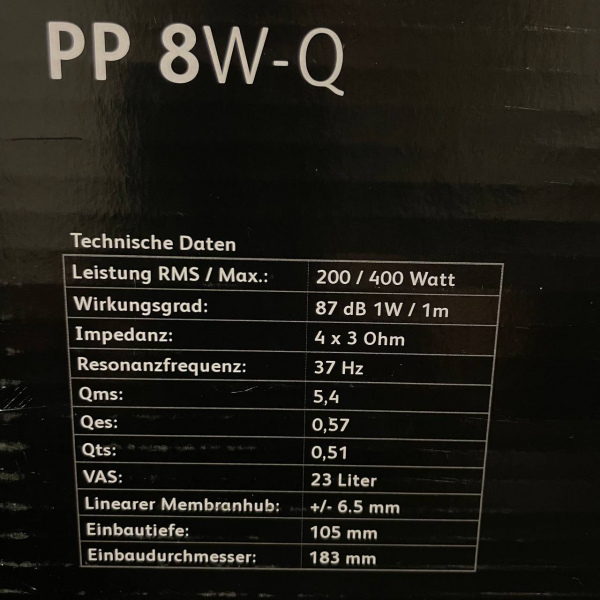 PP 8W-Q
Technische Daten
Leistung RMS / Max.: 200 / 400 Watt
Wirkungsgrad: 87 dB 1W / 1m
Impedanz: 4 x 3 Ohm
Resonanzfrequenz: 37 Hz
Qms: 5,4
Qes: 0,57
Qts: 0,51
VAS: 23 Liter
Linearer Membranhub: +/- 6.5 mm
Einbautiefe: 105 mm
Einbaudurchmesser: 183 mm